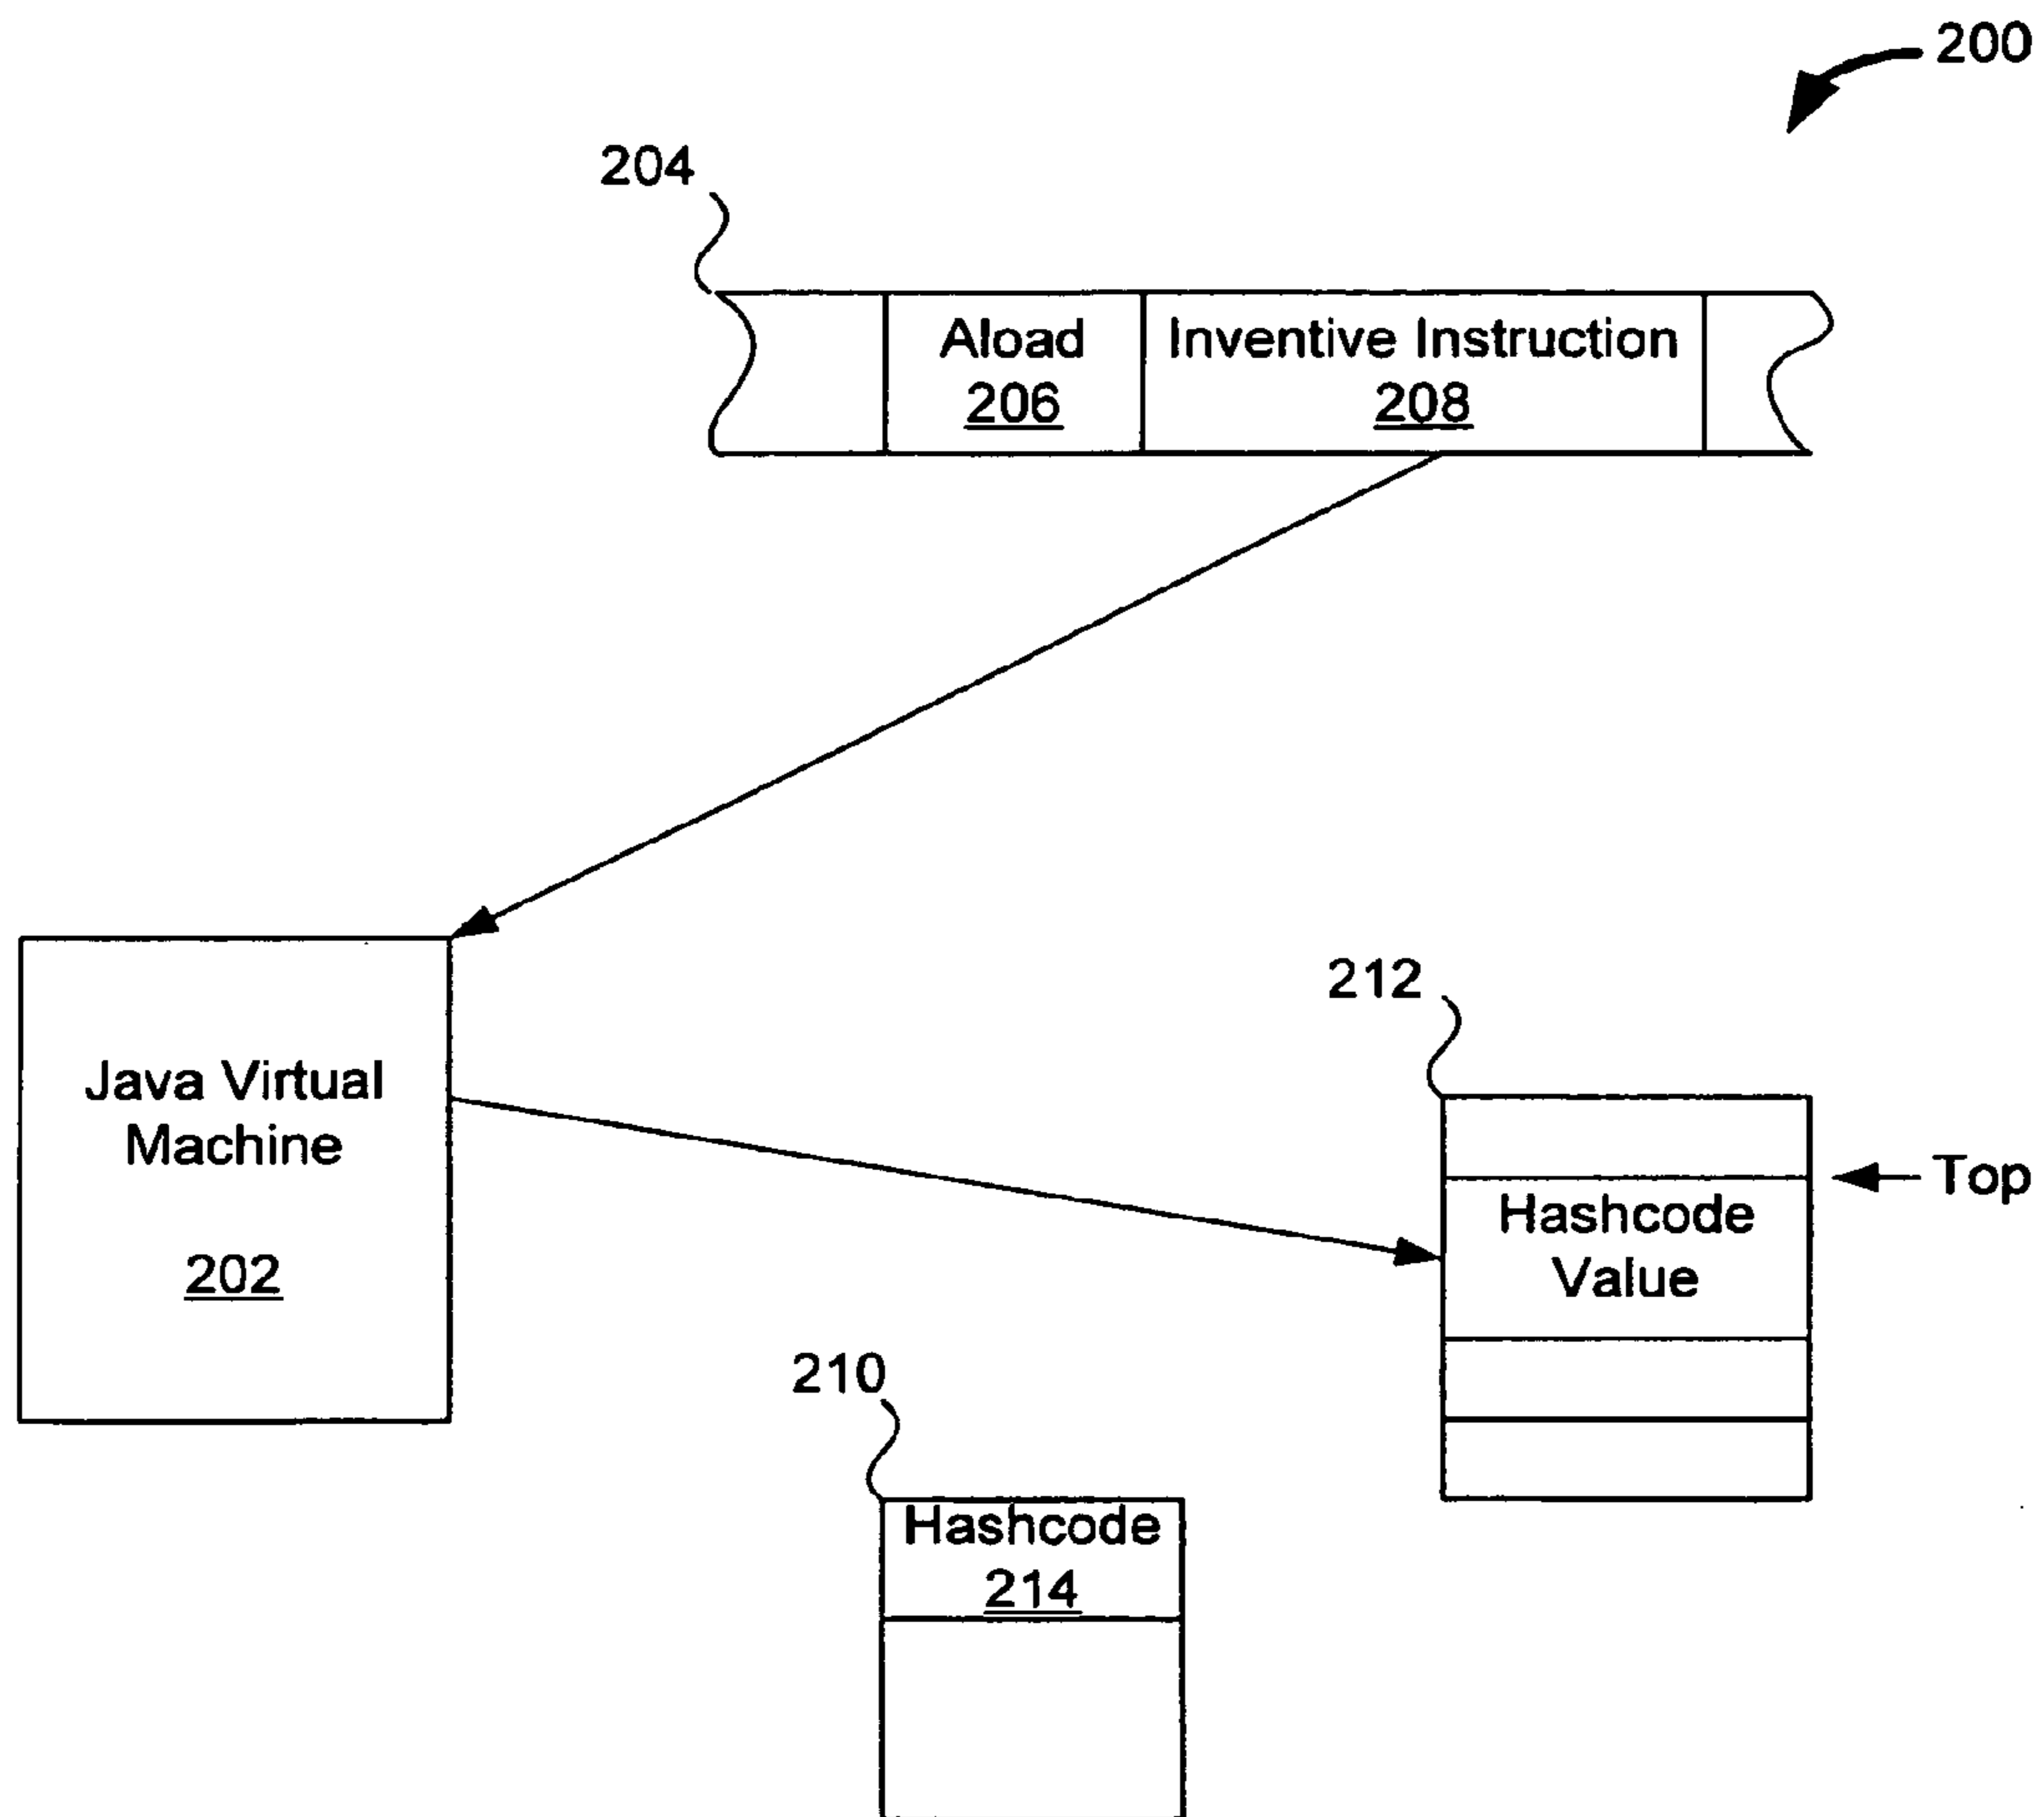 200
204
Aload
206
Inventive Instruction
208
212
Java Virtual
Machine
202
Top
Hashcode
Value
210
Hashcode
214